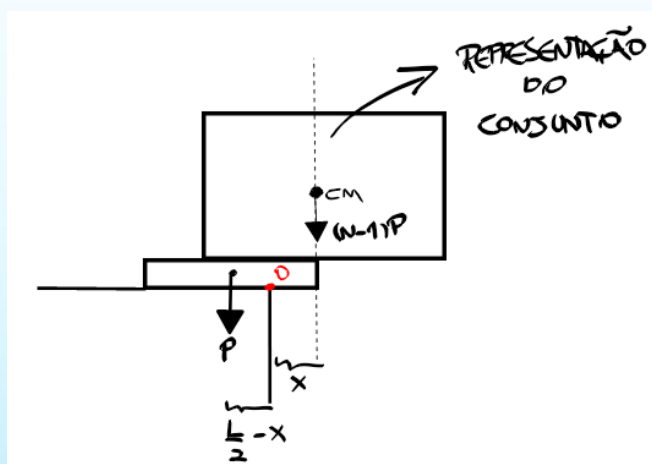 REPRESENTAÇÃO
DO
CONJUNTO
CM
(N-1)P
O
P
X
L/2 - X